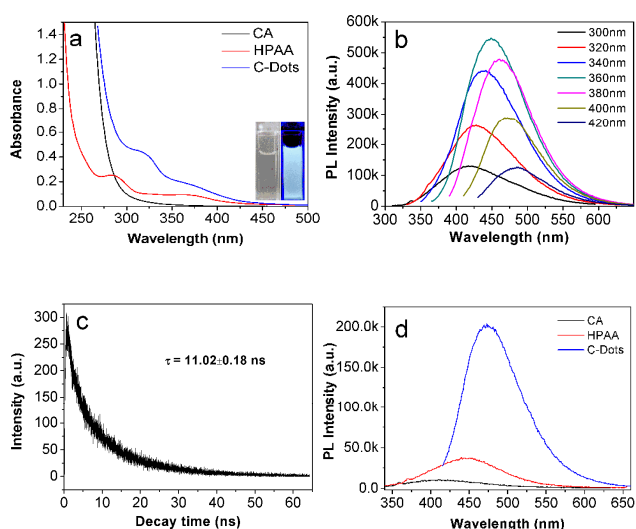 a
CA
HPAA
C-Dots
1.4
1.2
1.0
0.8
0.6
0.4
0.2
0.0
Absorbance
250 300 350 400 450 500
Wavelength (nm)
b
300nm
320nm
340nm
360nm
380nm
400nm
420nm
600k
500k
400k
300k
200k
100k
0
PL Intensity (a.u.)
300 350 400 450 500 550 600
Wavelength (nm)
c
τ = 11.02±0.18 ns
300
250
200
150
100
50
0
Intensity (a.u.)
0 10 20 30 40 50 60
Decay time (ns)
d
CA
HPAA
C-Dots
200.0k
150.0k
100.0k
50.0k
0.0
PL Intensity (a.u.)
350 400 450 500 550 600 650
Wavelength (nm)